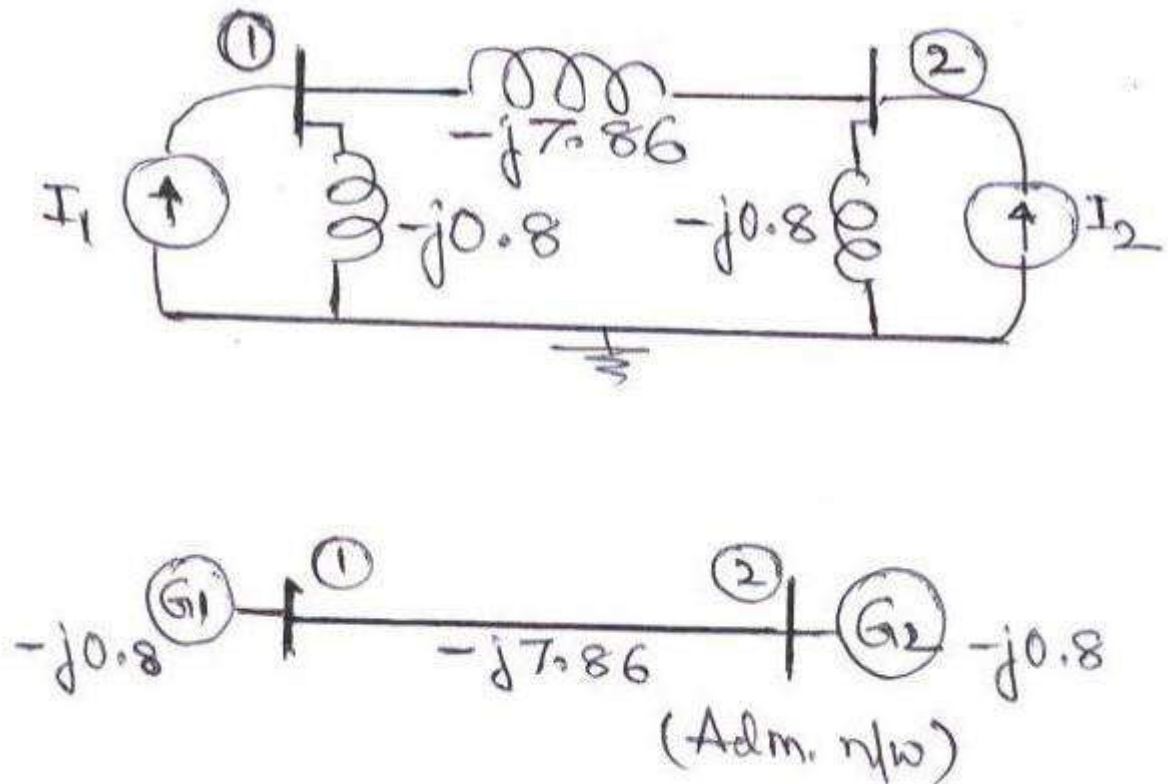 ① ②
-j7.86
I1 -j0.8 -j0.8 I2
① ②
G1 G2
-j0.8 -j7.86 -j0.8
(Adm. n/w)